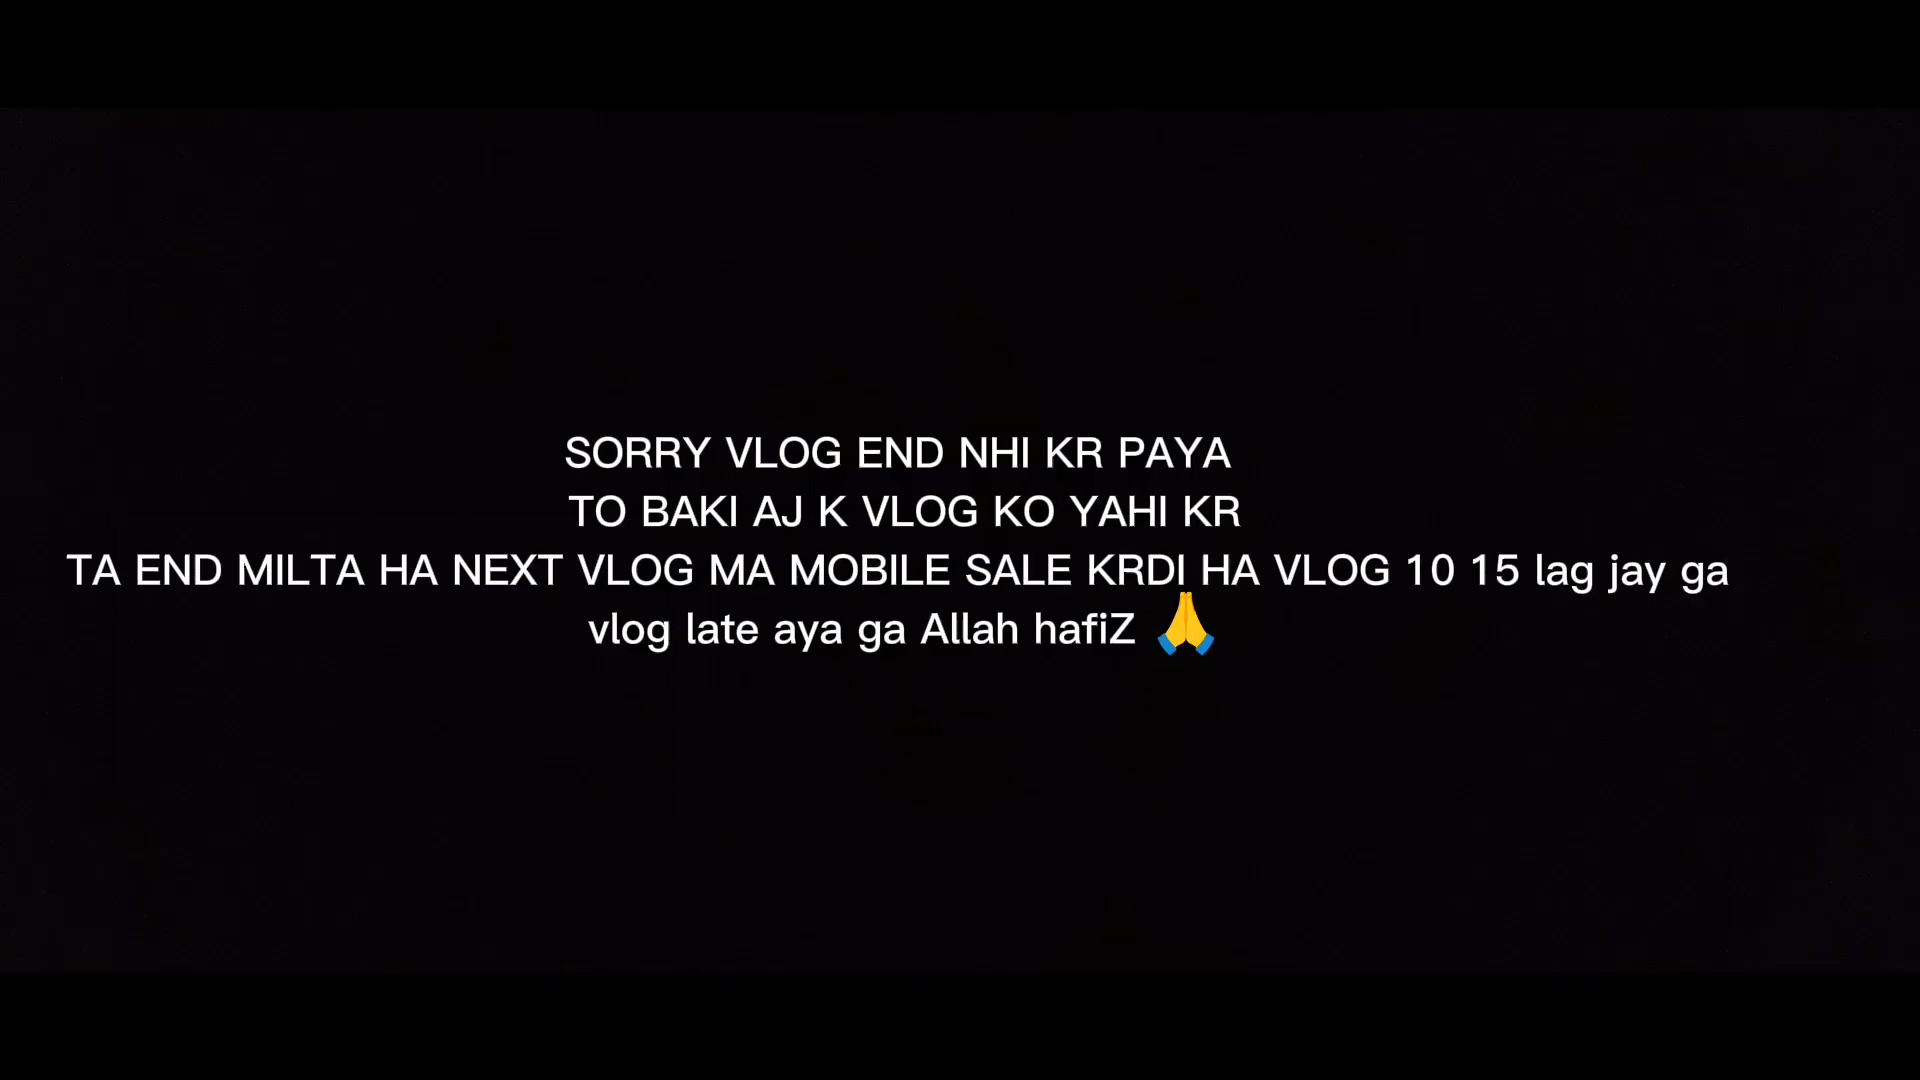 SORRY VLOG END NHI KR PAYA
TO BAKI AJ K VLOG KO YAHI KR
TA END MILTA HA NEXT VLOG MA MOBILE SALE KRDI HA VLOG 10 15 lag jay ga
vlog late aya ga Allah hafiZ 🙏